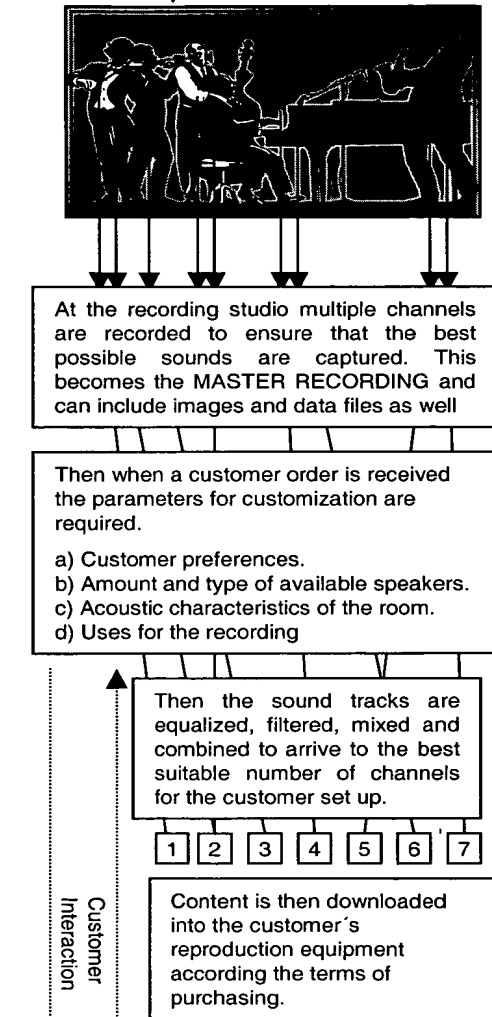 At the recording studio multiple channels
are recorded to ensure that the best
possible sounds are captured. This
becomes the MASTER RECORDING and
can include images and data files as well
Then when a customer order is received
the parameters for customization are
required.
a) Customer preferences.
b) Amount and type of available speakers.
c) Acoustic characteristics of the room.
d) Uses for the recording
Then the sound tracks are
equalized, filtered, mixed and
combined to arrive to the best
suitable number of channels
for the customer set up.
1 2 3 4 5 6 7
Customer
Interaction
Content is then downloaded
into the customer´s
reproduction equipment
according the terms of
purchasing.